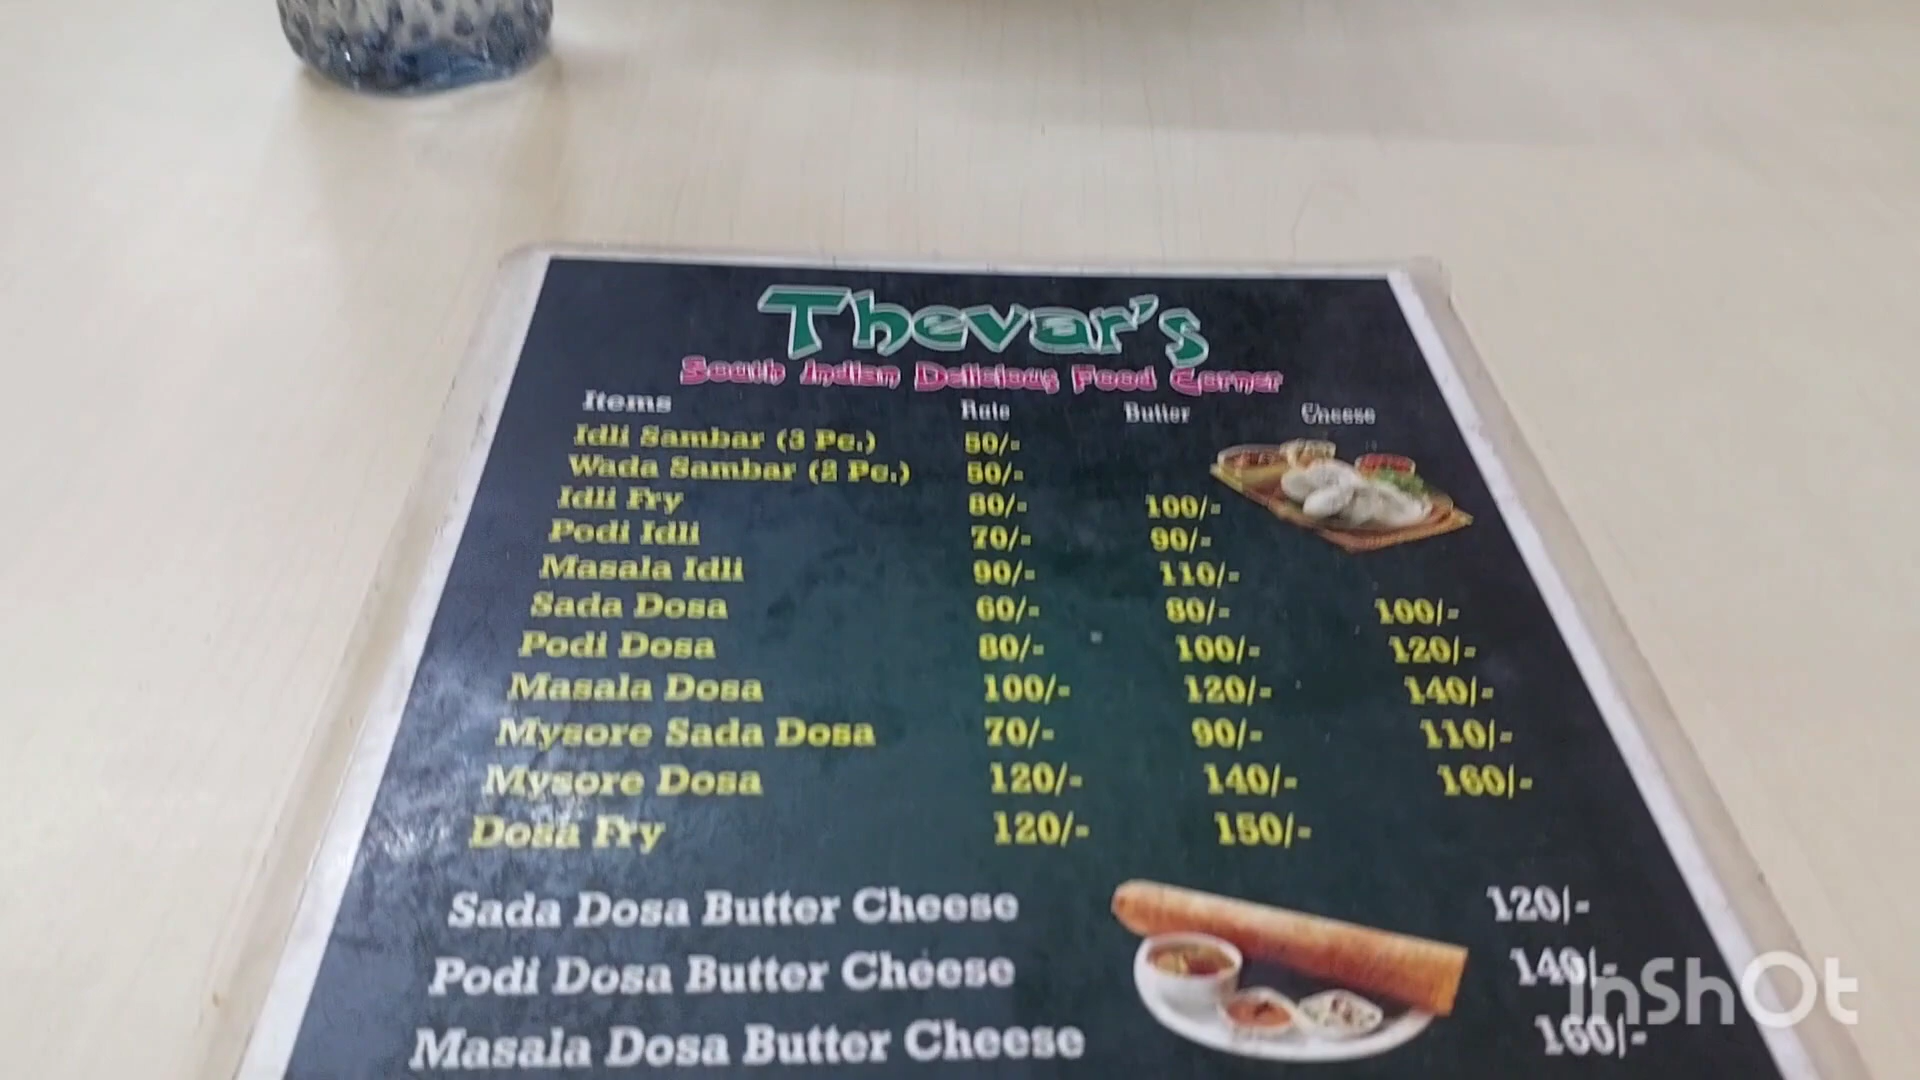 Thevar's
South Indian Delicious Food Corner
Items Rate Butter Cheese
Idli Sambar (3 Pc.) 50/-
Wada Sambar (2 Pc.) 50/-
Idli Fry 80/- 100/-
Podi Idli 70/- 90/-
Masala Idli 90/- 110/-
Sada Dosa 60/- 80/- 100/-
Podi Dosa 80/- 100/- 120/-
Masala Dosa 100/- 120/- 140/-
Mysore Sada Dosa 70/- 90/- 110/-
Mysore Dosa 120/- 140/- 160/-
Dosa Fry 120/- 150/-
Sada Dosa Butter Cheese 120/-
Podi Dosa Butter Cheese 140/-
Masala Dosa Butter Cheese 160/-
InShOt